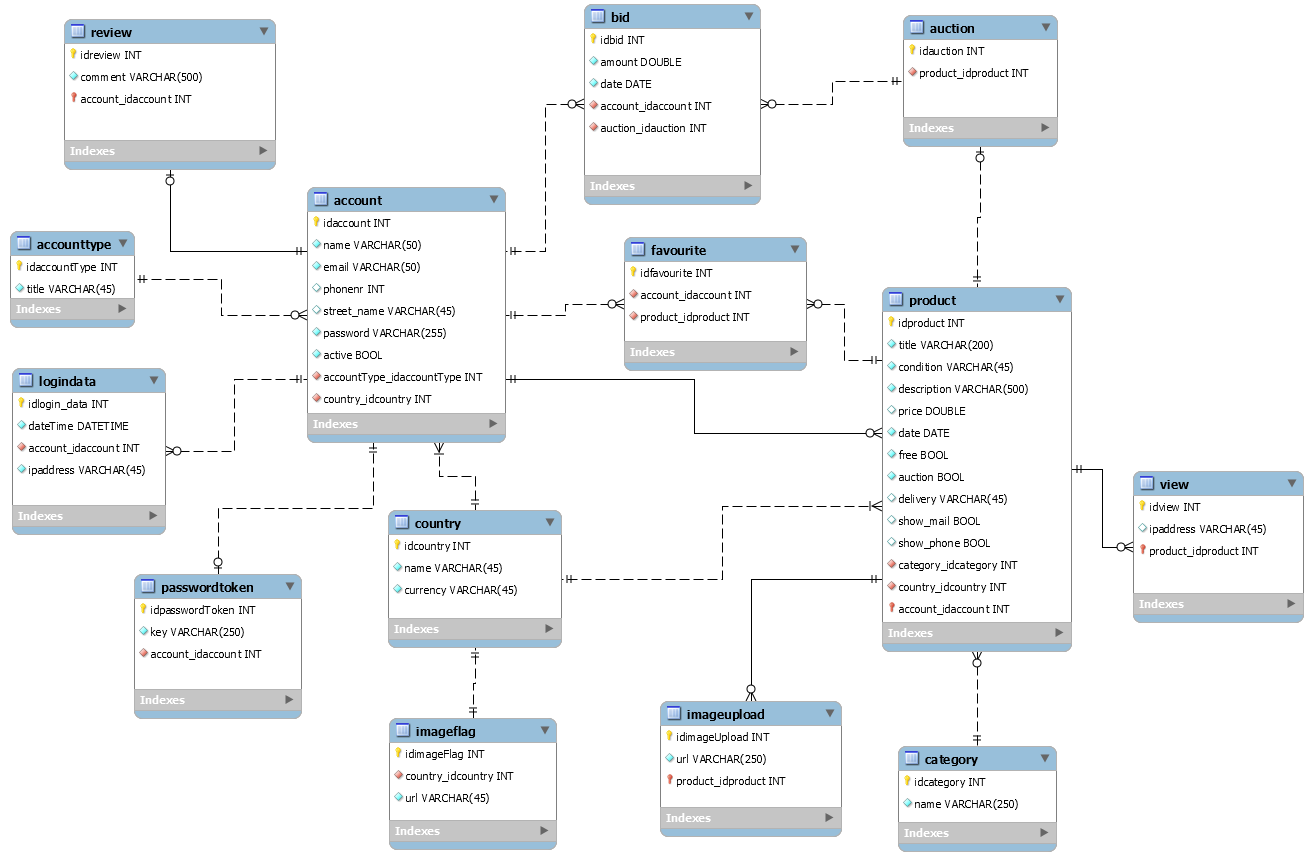 review
idreview INT
comment VARCHAR(500)
account_idaccount INT
Indexes
bid
idbid INT
amount DOUBLE
date DATE
account_idaccount INT
auction_idauction INT
Indexes
auction
idauction INT
product_idproduct INT
Indexes
account
idaccount INT
name VARCHAR(50)
email VARCHAR(50)
phonenr INT
street_name VARCHAR(45)
password VARCHAR(255)
active BOOL
accountType_idaccountType INT
country_idcountry INT
Indexes
accounttype
idaccountType INT
title VARCHAR(45)
Indexes
favourite
idfavourite INT
account_idaccount INT
product_idproduct INT
Indexes
product
idproduct INT
title VARCHAR(200)
condition VARCHAR(45)
description VARCHAR(500)
price DOUBLE
date DATE
free BOOL
auction BOOL
delivery VARCHAR(45)
show_mail BOOL
show_phone BOOL
category_idcategory INT
country_idcountry INT
account_idaccount INT
Indexes
logindata
idlogin_data INT
dateTime DATETIME
account_idaccount INT
ipaddress VARCHAR(45)
Indexes
view
idview INT
ipaddress VARCHAR(45)
product_idproduct INT
Indexes
country
idcountry INT
name VARCHAR(45)
currency VARCHAR(45)
Indexes
passwordtoken
idpasswordToken INT
key VARCHAR(250)
account_idaccount INT
Indexes
imageflag
idimageFlag INT
country_idcountry INT
url VARCHAR(45)
Indexes
imageupload
idimageUpload INT
url VARCHAR(250)
product_idproduct INT
Indexes
category
idcategory INT
name VARCHAR(250)
Indexes